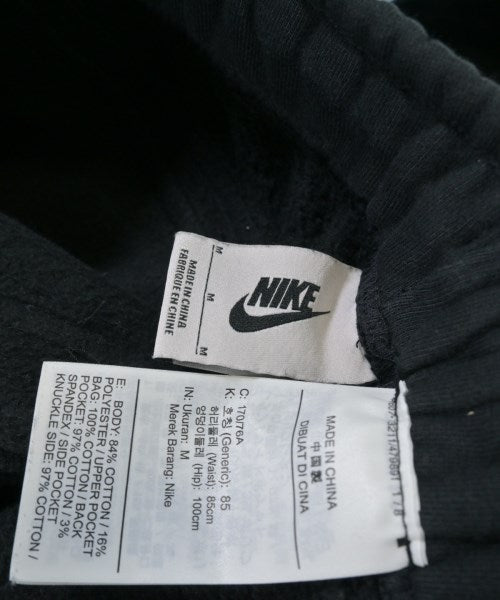 NIKE
M
M
M
MADE IN CHINA
FABRIQUE EN CHINE
MADE IN CHINA
中国製
DIBUAT DI CINA
C: 170/76A
K: 호칭 (Generic): 85
허리둘레 (Waist): 85cm
엉덩이둘레 (Hip): 100cm
IN: Ukuran: M
Merek Barang: Nike
E: BODY: 84% COTTON / 16%
POLYESTER / UPPER POCKET
BAG: 100% COTTON / BACK
POCKET: 97% COTTON / 3%
SPANDEX / SIDE POCKET
KNUCKLE SIDE: 97% COTTON /